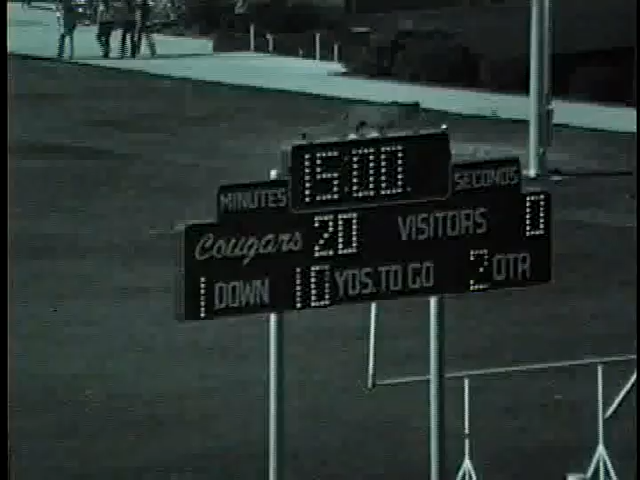 15:00
MINUTES SECONDS
Cougars 20 VISITORS 0
1 DOWN 10 YDS. TO GO 2 QTR